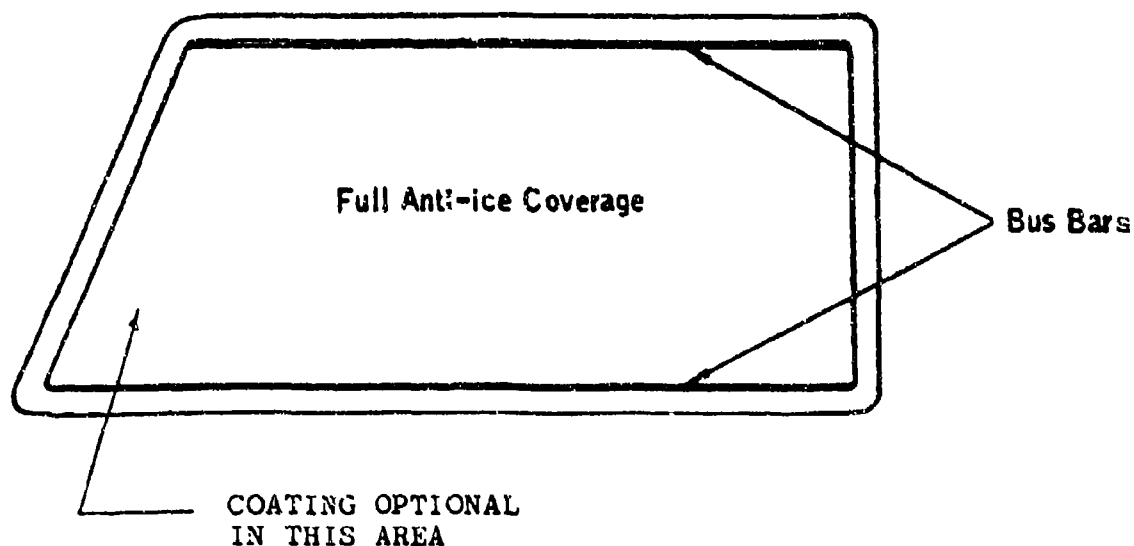 Full Anti-ice Coverage
Bus Bars
COATING OPTIONAL
IN THIS AREA